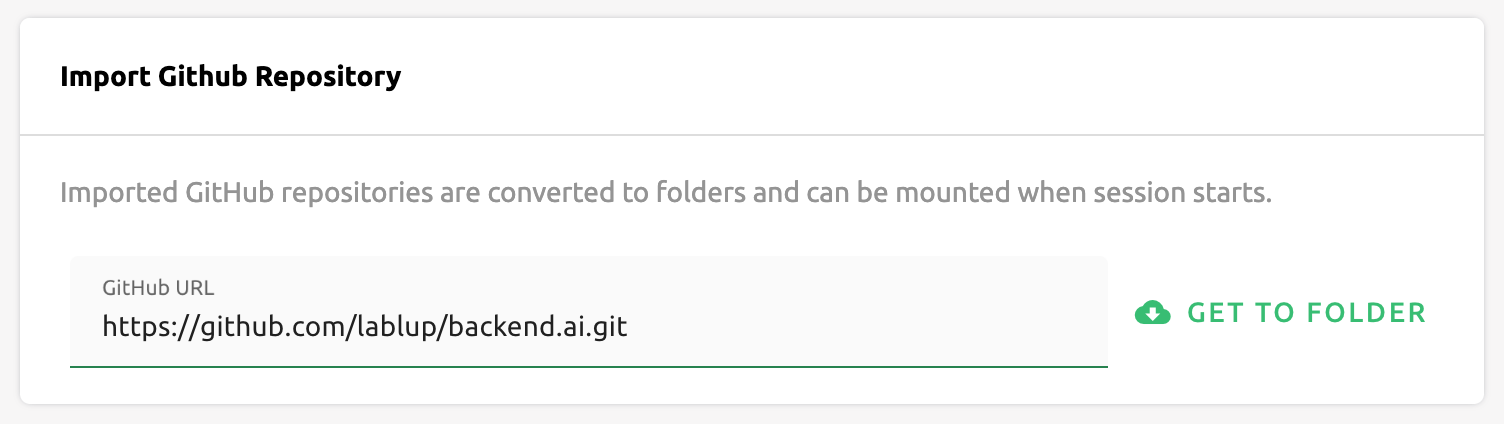 Import Github Repository
Imported GitHub repositories are converted to folders and can be mounted when session starts.
GitHub URL
https://github.com/lablup/backend.ai.git
GET TO FOLDER